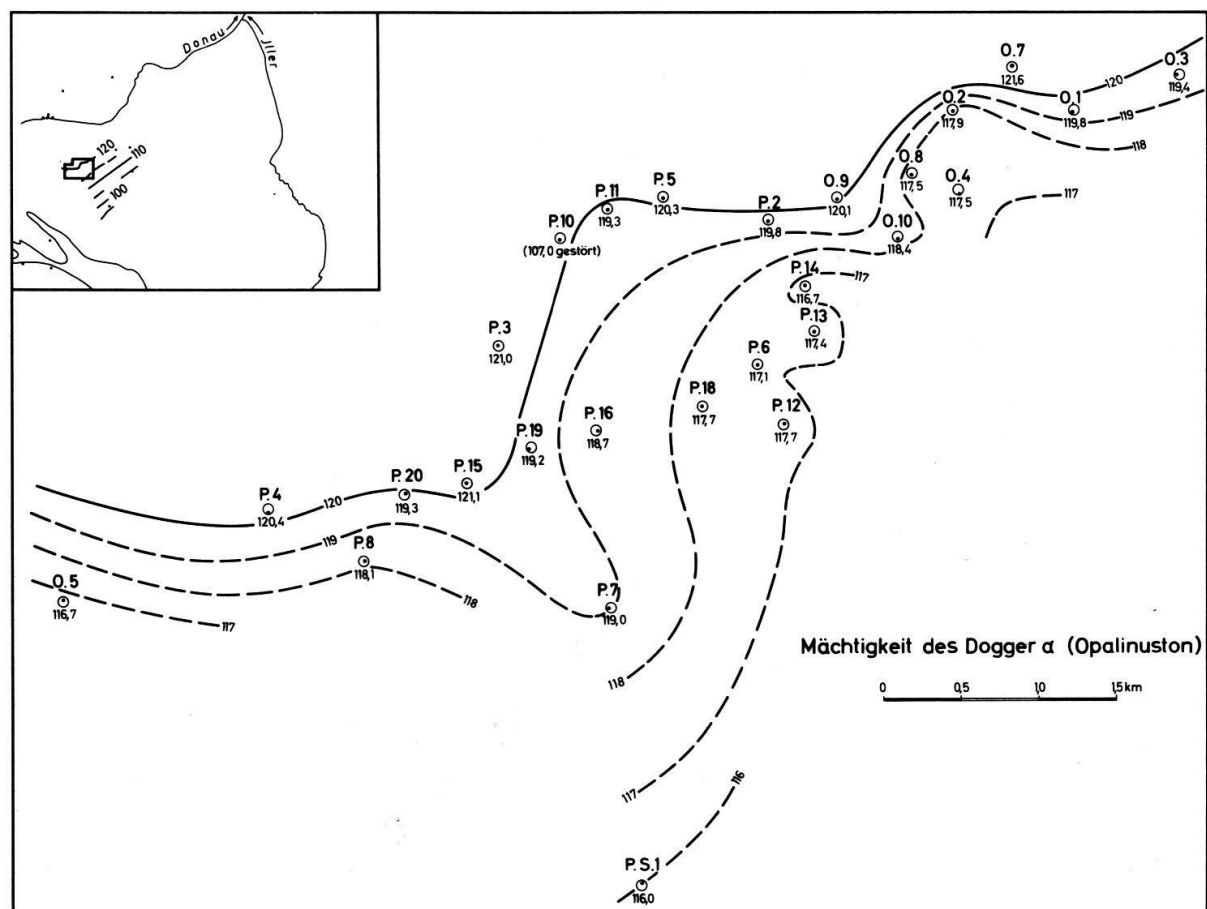 Donau
Iller
120
110
100
O.7
121,6
O.3
119,4
120
O.2
117,9
O.1
119,8
119
118
O.8
117,5
O.4
117,5
117
P.11
119,3
P.5
120,3
P.2
119,8
O.9
120,1
P.10
(107,0 gestört)
O.10
118,4
P.14
116,7
117
P.3
121,0
P.13
117,4
P.6
117,1
P.18
117,7
P.12
117,7
P.16
118,7
P.19
119,2
P.15
121,1
P.20
119,3
120
P.4
120,4
119
P.8
118,1
118
O.5
116,7
117
P.7
119,0
118
Mächtigkeit des Dogger α (Opalinuston)
0 0,5 1,0 1,5 km
117
116
P.S.1
116,0